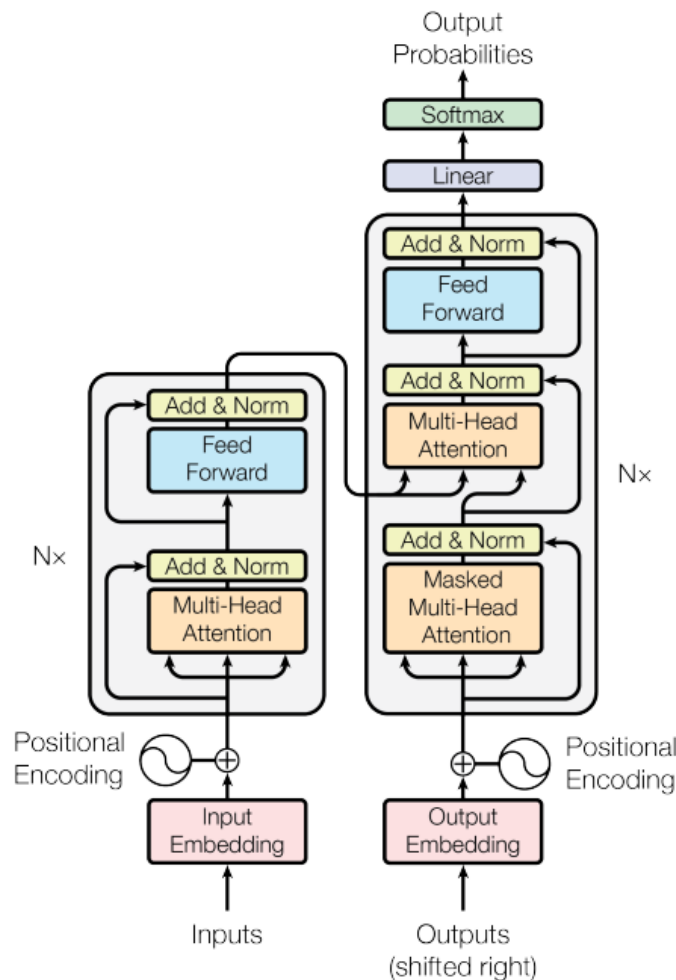 Output
Probabilities
Softmax
Linear
Add & Norm
Feed
Forward
Add & Norm
Multi-Head
Attention
Add & Norm
Masked
Multi-Head
Attention
Nx
Add & Norm
Feed
Forward
Add & Norm
Multi-Head
Attention
Nx
Positional
Encoding
Positional
Encoding
Input
Embedding
Output
Embedding
Inputs
Outputs
(shifted right)